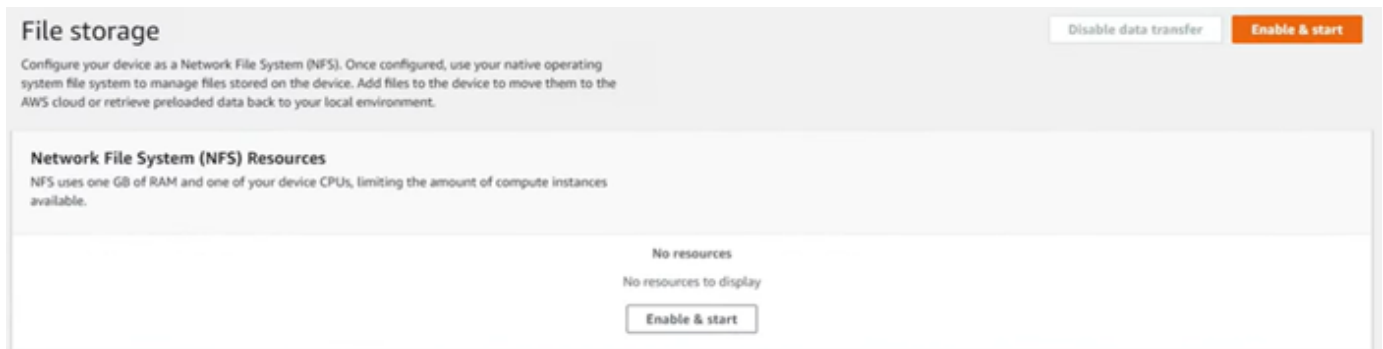 File storage
Disable data transfer
Enable & start
Configure your device as a Network File System (NFS). Once configured, use your native operating
system file system to manage files stored on the device. Add files to the device to move them to the
AWS cloud or retrieve preloaded data back to your local environment.
Network File System (NFS) Resources
NFS uses one GB of RAM and one of your device CPUs, limiting the amount of compute instances
available.
No resources
No resources to display
Enable & start